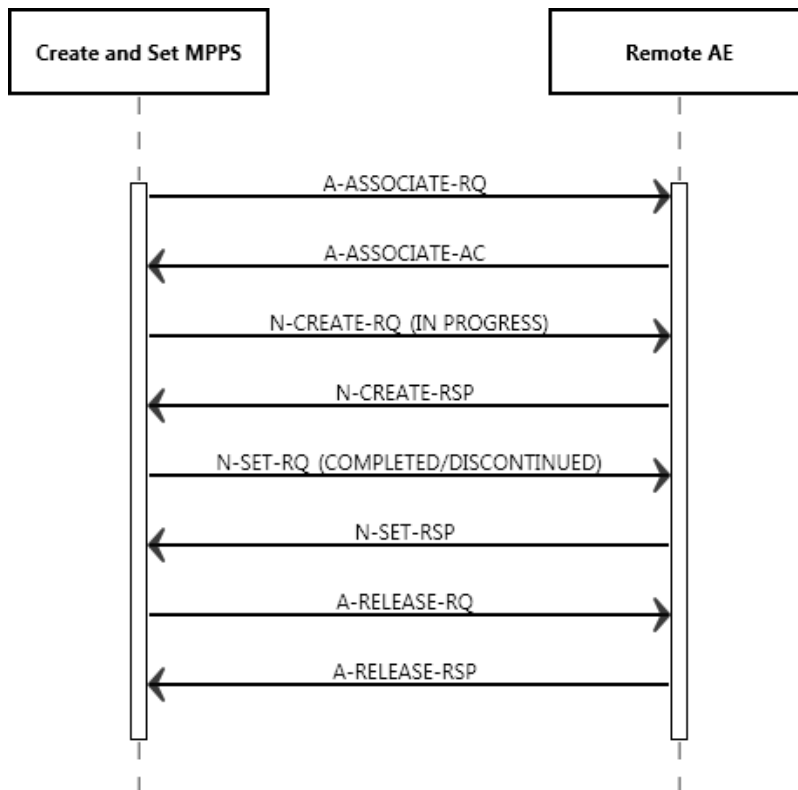 Create and Set MPPS
Remote AE
A-ASSOCIATE-RQ
A-ASSOCIATE-AC
N-CREATE-RQ (IN PROGRESS)
N-CREATE-RSP
N-SET-RQ (COMPLETED/DISCONTINUED)
N-SET-RSP
A-RELEASE-RQ
A-RELEASE-RSP